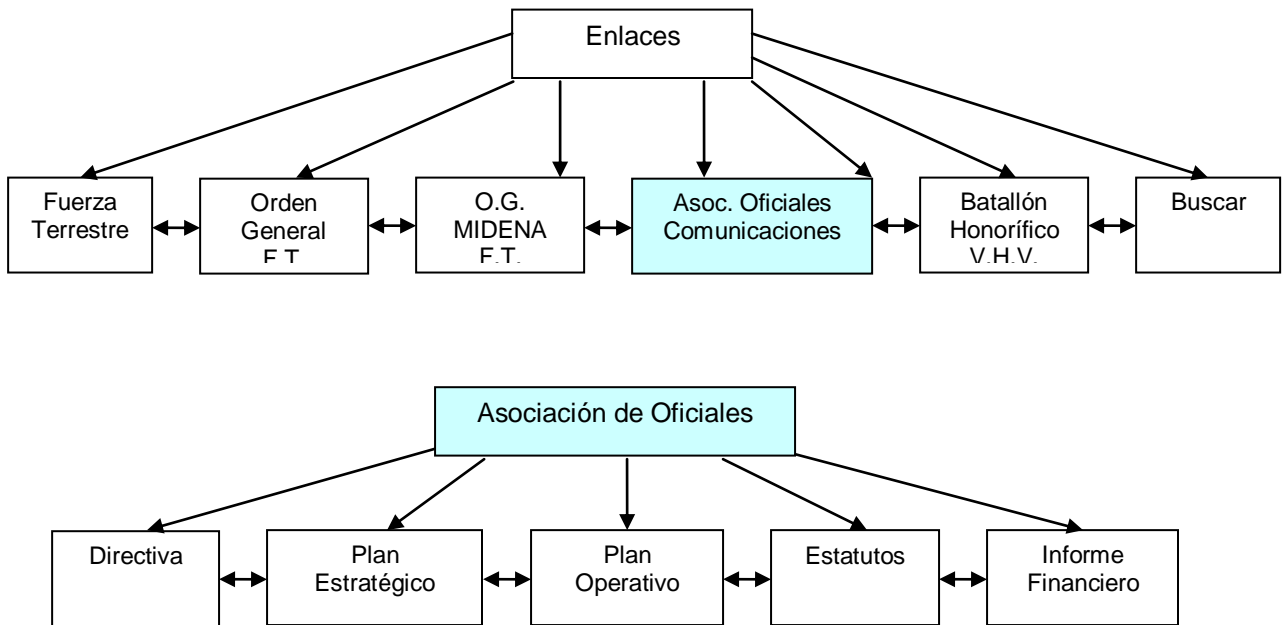 Enlaces
Fuerza
Terrestre
Orden
General
F.T.
O.G.
MIDENA
F.T.
Asoc. Oficiales
Comunicaciones
Batallón
Honorífico
V.H.V.
Buscar
Asociación de Oficiales
Directiva
Plan
Estratégico
Plan
Operativo
Estatutos
Informe
Financiero